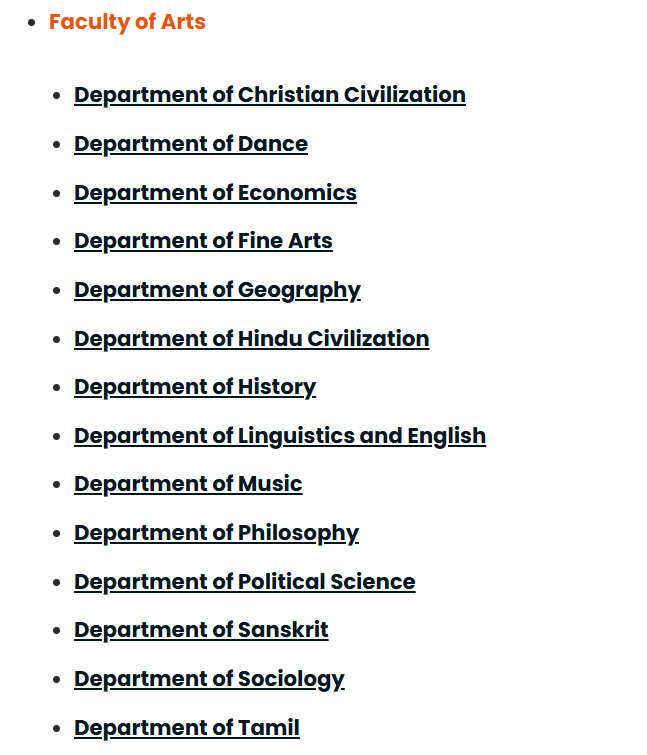 Faculty of Arts
Department of Christian Civilization
Department of Dance
Department of Economics
Department of Fine Arts
Department of Geography
Department of Hindu Civilization
Department of History
Department of Linguistics and English
Department of Music
Department of Philosophy
Department of Political Science
Department of Sanskrit
Department of Sociology
Department of Tamil